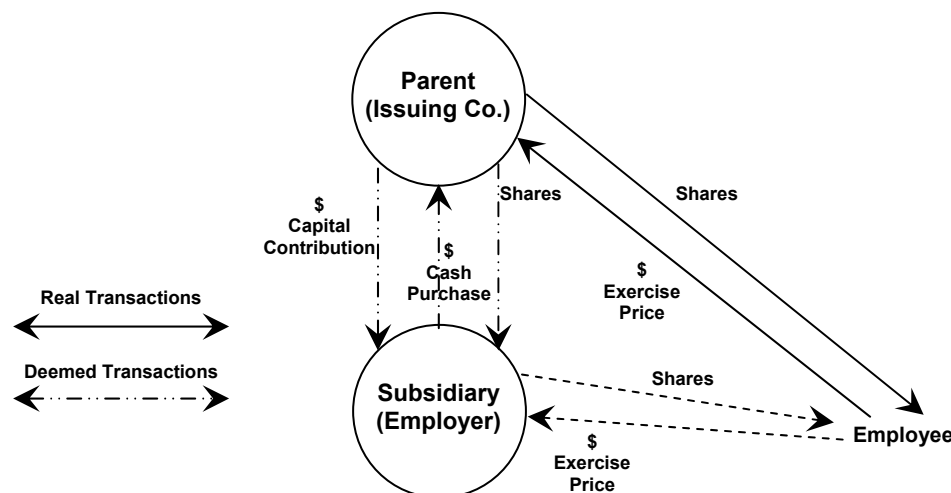 Parent
(Issuing Co.)
$
Capital
Contribution
Shares
Shares
$
Cash
Purchase
$
Exercise
Price
Real Transactions
Deemed Transactions
Subsidiary
(Employer)
Shares
Employee
$
Exercise
Price